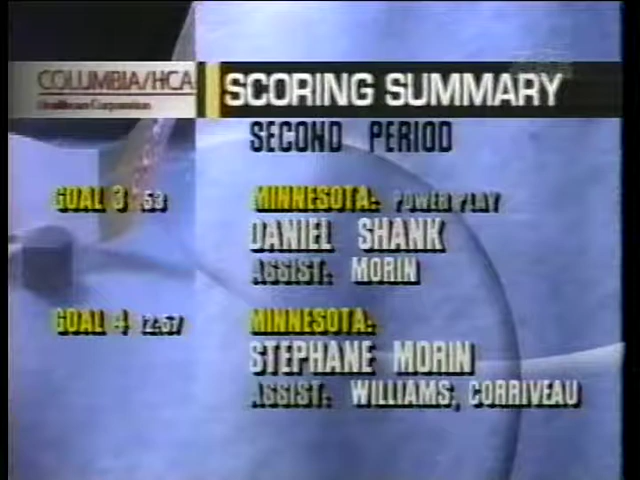 COLUMBIA/HCA
Healthcare Corporation
SCORING SUMMARY
SECOND PERIOD
GOAL 3 :53 MINNESOTA: POWER PLAY
DANIEL SHANK
ASSIST: MORIN
GOAL 4 12:57 MINNESOTA:
STEPHANE MORIN
ASSIST: WILLIAMS, CORRIVEAU